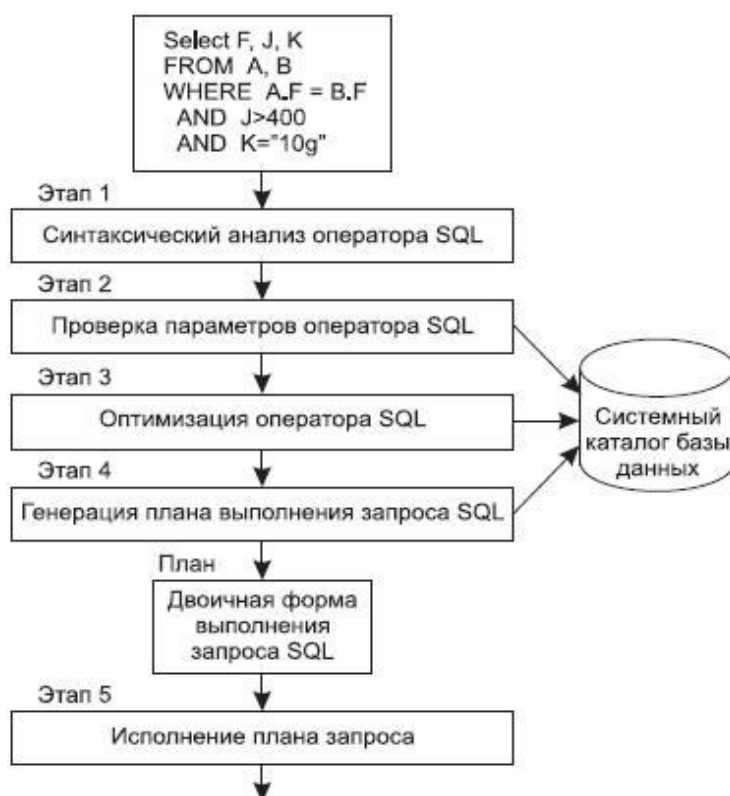 Select F, J, K
FROM A, B
WHERE A.F = B.F
AND J>400
AND K="10g"
Этап 1
Синтаксический анализ оператора SQL
Этап 2
Проверка параметров оператора SQL
Этап 3
Оптимизация оператора SQL
Системный
каталог базы
данных
Этап 4
Генерация плана выполнения запроса SQL
План
Двоичная форма
выполнения
запроса SQL
Этап 5
Исполнение плана запроса